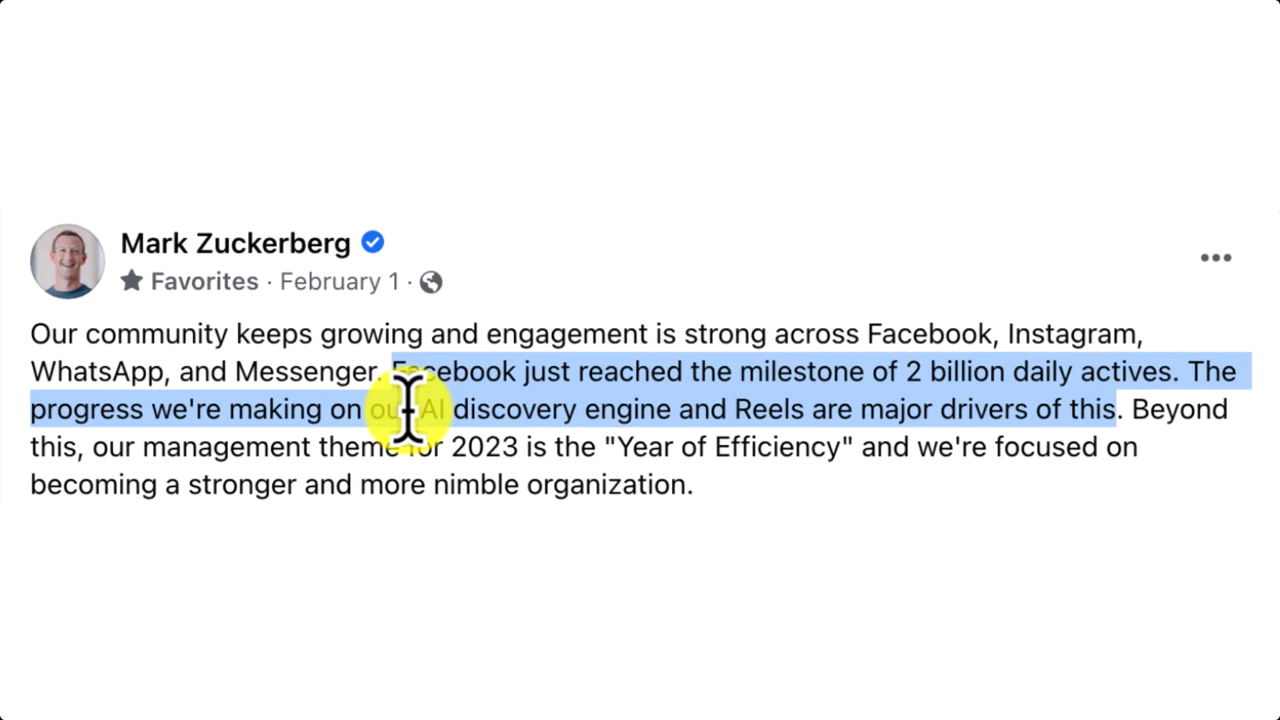 Mark Zuckerberg
Favorites · February 1 ·
Our community keeps growing and engagement is strong across Facebook, Instagram,
WhatsApp, and Messenger. Facebook just reached the milestone of 2 billion daily actives. The
progress we're making on our AI discovery engine and Reels are major drivers of this. Beyond
this, our management theme for 2023 is the "Year of Efficiency" and we're focused on
becoming a stronger and more nimble organization.